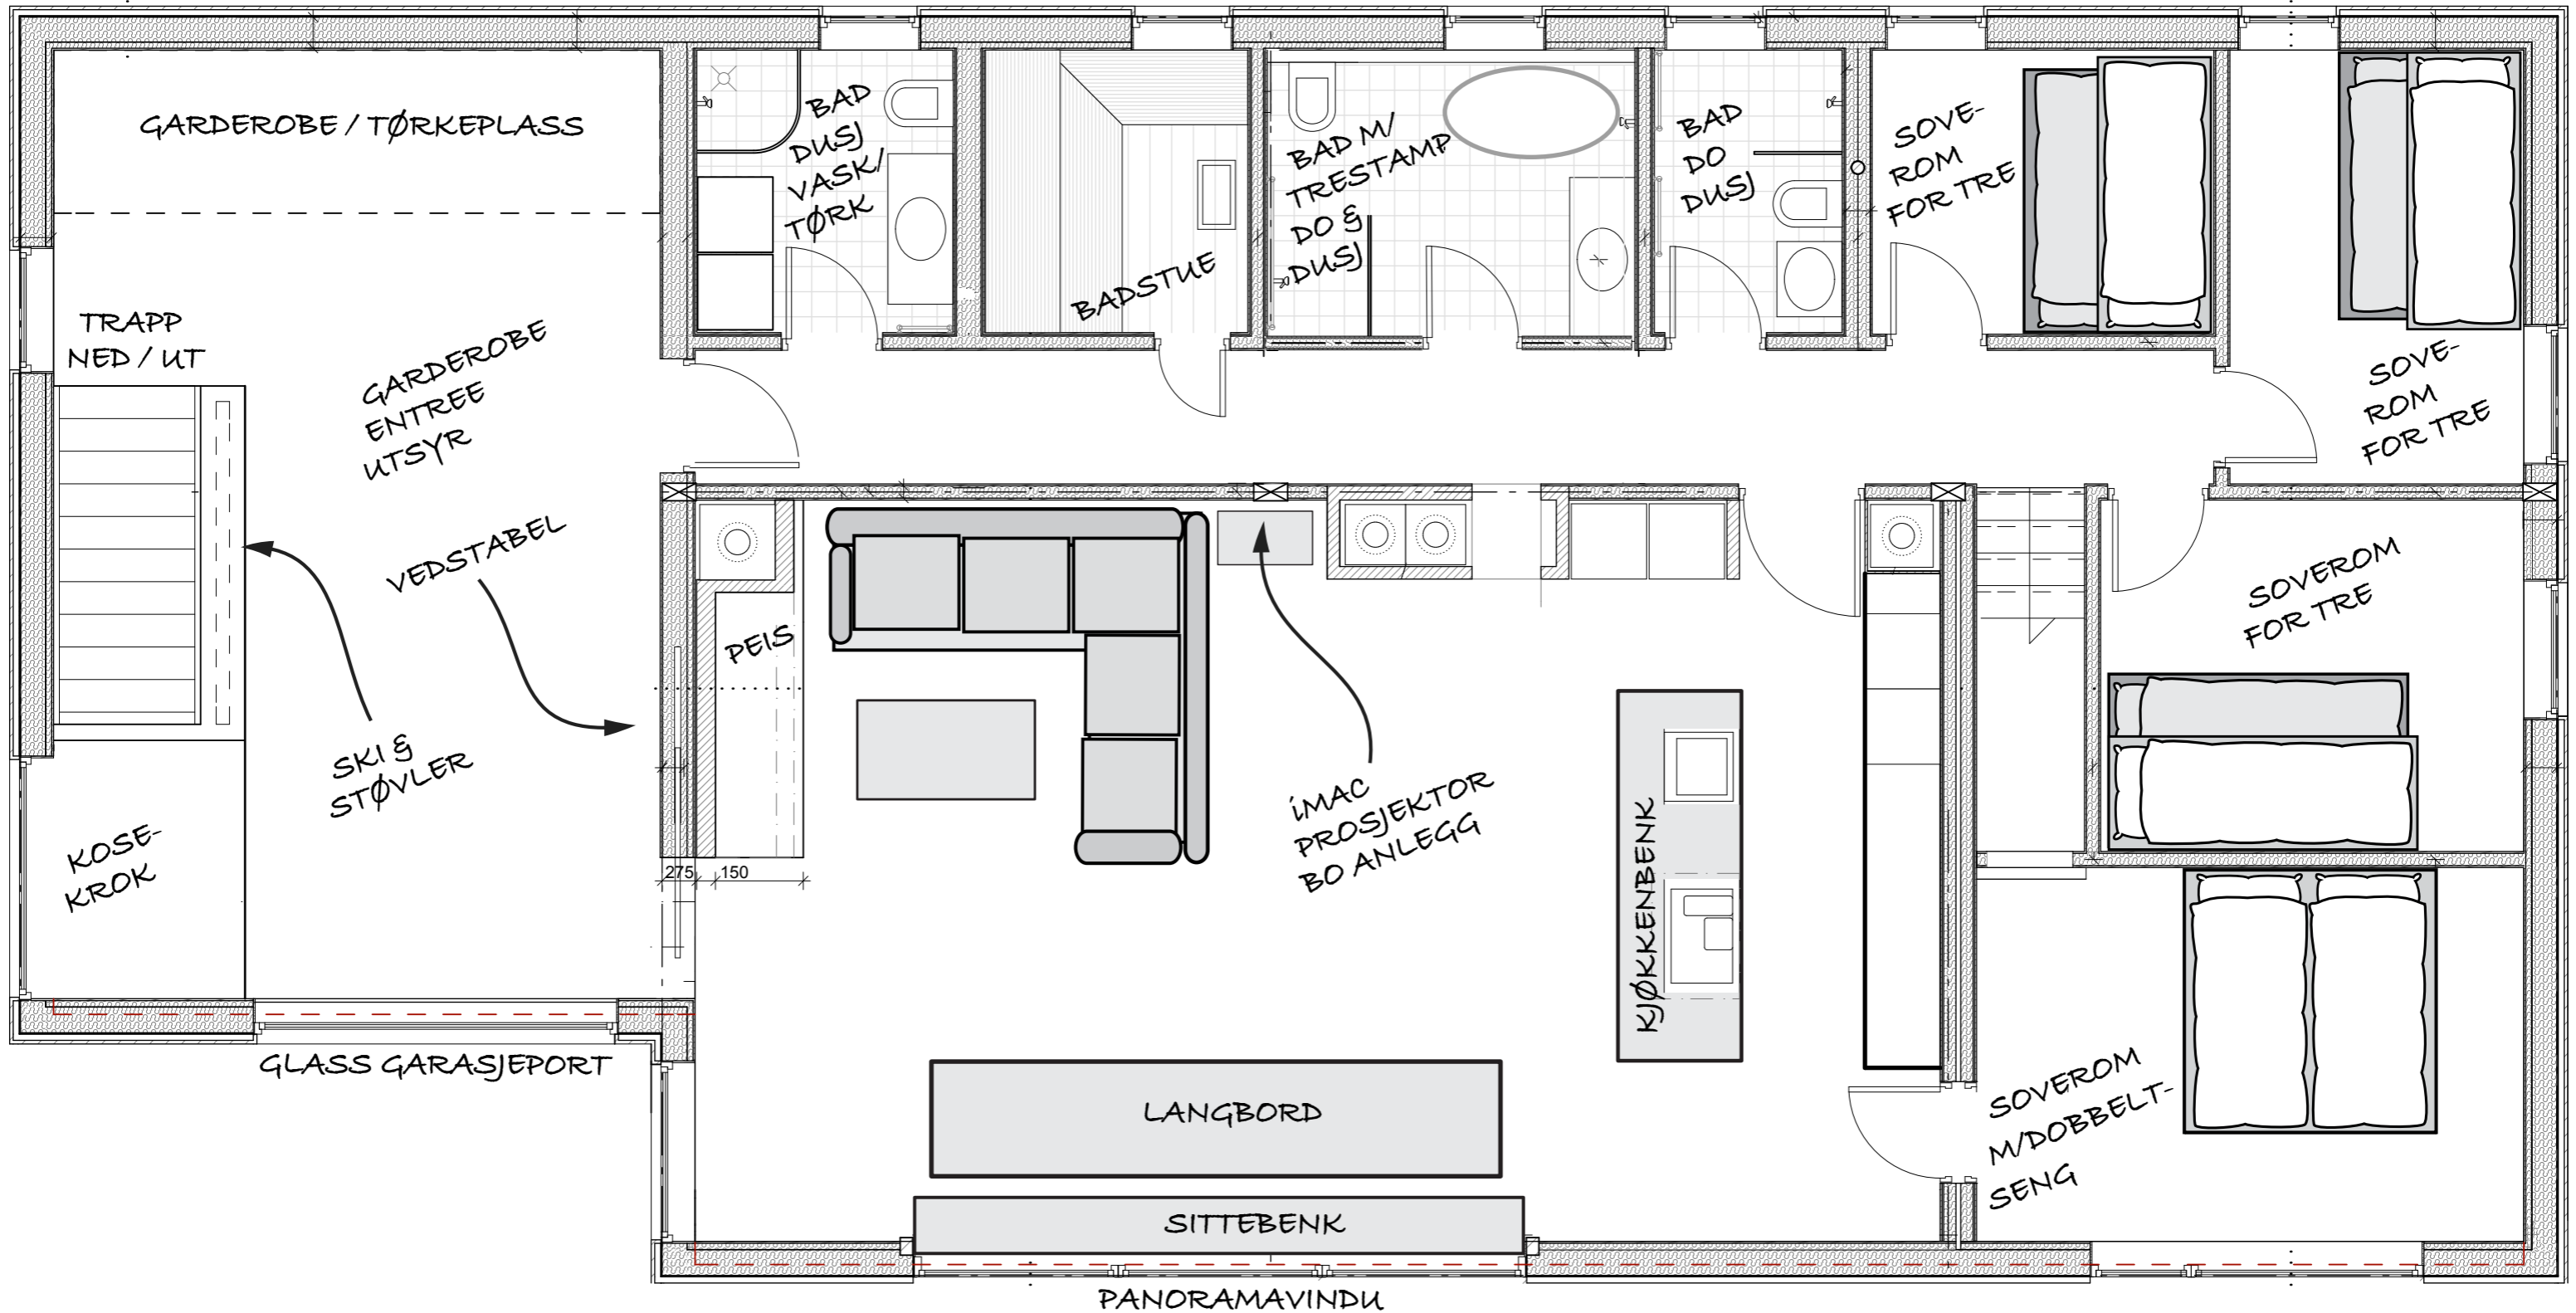 GARDEROBE / TØRKEPLASS
BAD
DUSJ
VASK/
TØRK
BADSTUE
BAD M/
TRESTAMP
DO &
DUSJ
BAD
DO
DUSJ
SOVE-
ROM
FOR TRE
SOVE-
ROM
FOR TRE
TRAPP
NED / UT
GARDEROBE
ENTREE
UTSYR
VEDSTABEL
SKI &
STØVLER
KOSE-
KROK
PEIS
275
150
iMAC
PROSJEKTOR
BO ANLEGG
KJØKKENBENK
SOVEROM
FOR TRE
SOVEROM
M/DOBBELT-
SENG
GLASS GARASJEPORT
LANGBORD
SITTEBENK
PANORAMAVINDU